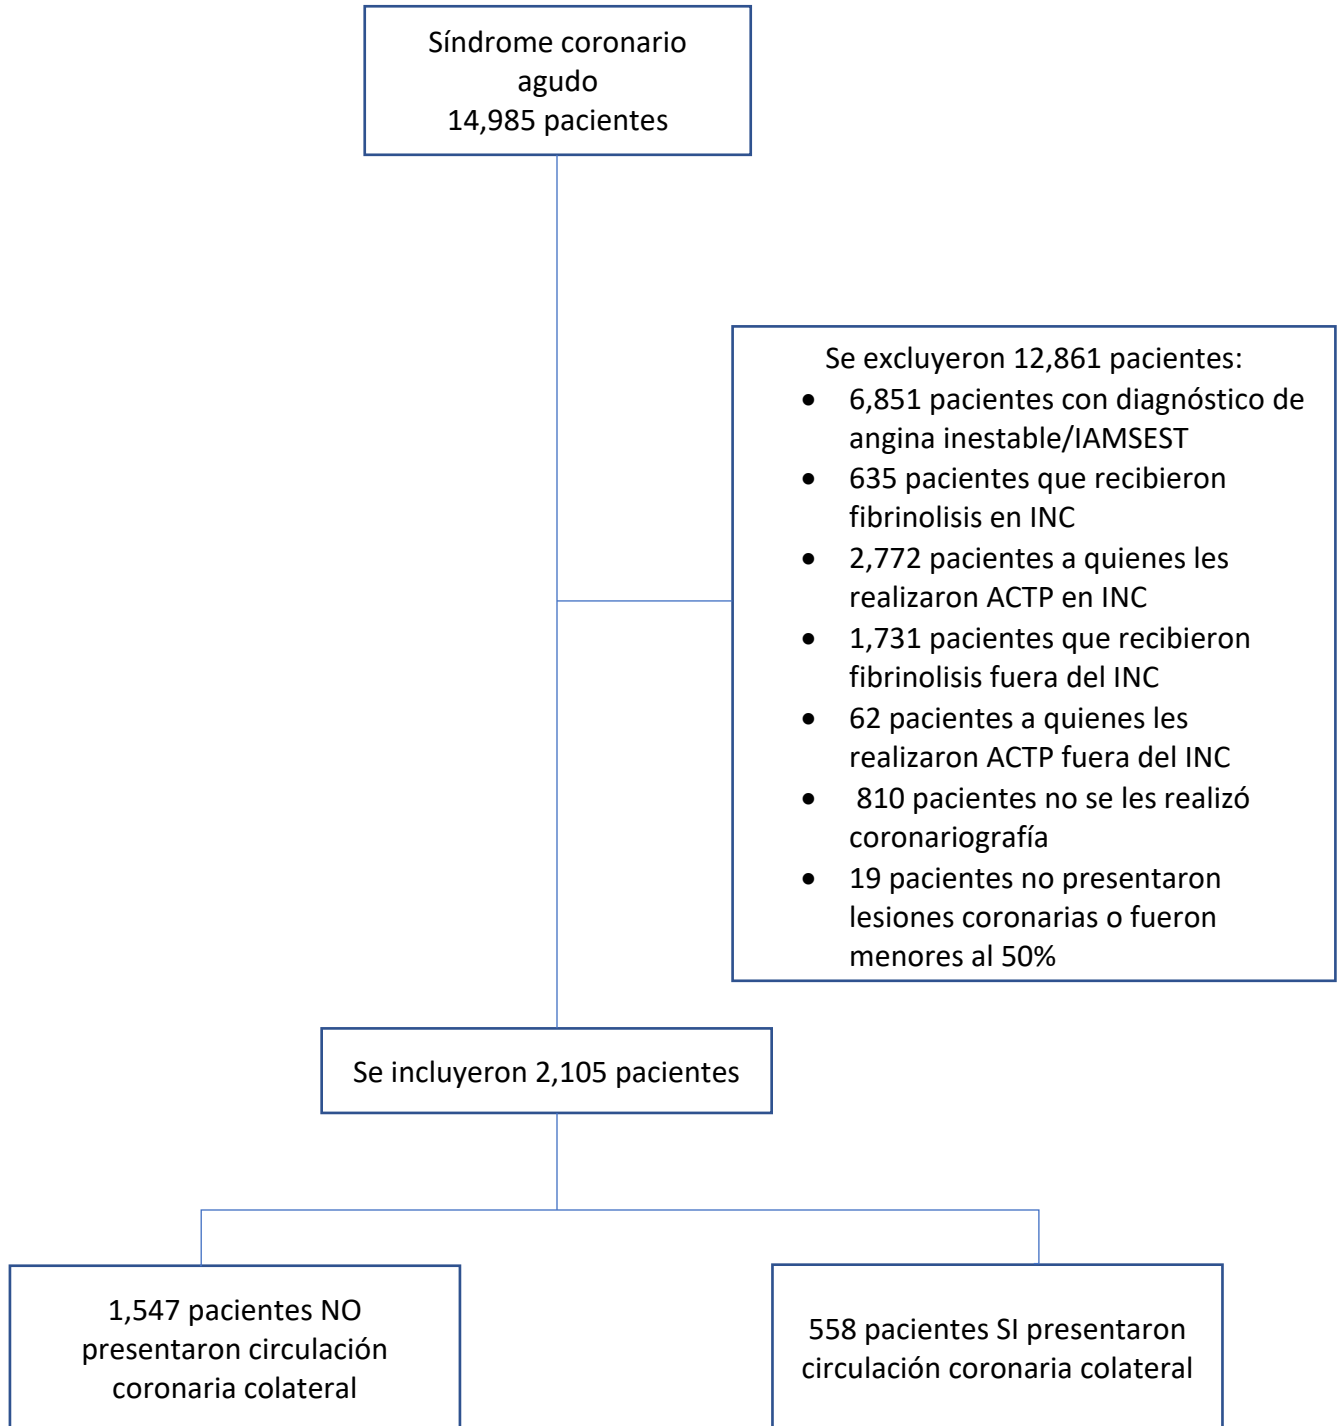 Síndrome coronario
agudo
14,985 pacientes
Se excluyeron 12,861 pacientes:
• 6,851 pacientes con diagnóstico de
angina inestable/IAMSEST
• 635 pacientes que recibieron
fibrinolisis en INC
• 2,772 pacientes a quienes les
realizaron ACTP en INC
• 1,731 pacientes que recibieron
fibrinolisis fuera del INC
• 62 pacientes a quienes les
realizaron ACTP fuera del INC
• 810 pacientes no se les realizó
coronariografía
• 19 pacientes no presentaron
lesiones coronarias o fueron
menores al 50%
Se incluyeron 2,105 pacientes
1,547 pacientes NO
presentaron circulación
coronaria colateral
558 pacientes SI presentaron
circulación coronaria colateral